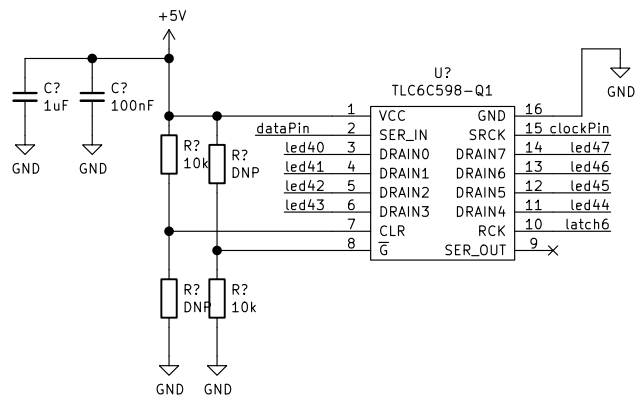 +5V
C?
1uF
C?
100nF
GND
GND
U?
TLC6C598-Q1
GND
1 VCC GND 16
dataPin 2 SER_IN SRCK 15 clockPin
led40 3 DRAIN0 DRAIN7 14 led47
led41 4 DRAIN1 DRAIN6 13 led46
led42 5 DRAIN2 DRAIN5 12 led45
led43 6 DRAIN3 DRAIN4 11 led44
7 CLR RCK 10 latch6
8 G SER_OUT 9
R?
10k
R?
DNP
R?
DNP
R?
10k
GND
GND